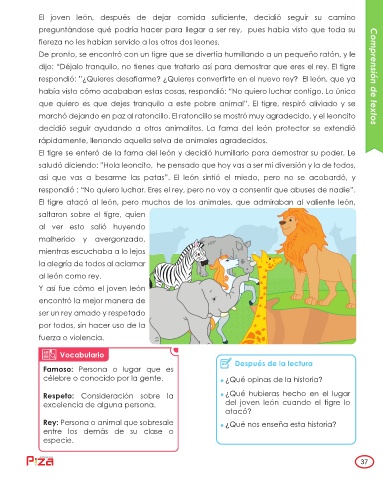 El joven león, después de dejar comida suficiente, decidió seguir su camino
preguntándose qué podría hacer para llegar a ser rey, pues había visto que toda su
fiereza no les habían servido a los otros dos leones.
De pronto, se encontró con un tigre que se divertía humillando a un pequeño ratón, y le
dijo: "Déjalo tranquilo, no tienes que tratarlo así para demostrar que eres el rey. El tigre
respondió: "¿Quieres desafiarme? ¿Quieres convertirte en el nuevo rey? El león, que ya
había visto cómo acababan estas cosas, respondió: "No quiero luchar contigo. Lo único
que quiero es que dejes tranquilo a este pobre animal". El tigre, respiró aliviado y se
marchó dejando en paz al ratoncillo. El ratoncillo se mostró muy agradecido, y el leoncito
decidió seguir ayudando a otros animalitos. La fama del león protector se extendió
rápidamente, llenando aquella selva de animales agradecidos.
El tigre se enteró de la fama del león y decidió humillarlo para demostrar su poder. Le
saludó diciendo: "Hola leoncito, he pensado que hoy vas a ser mi diversión y la de todos,
así que vas a besarme las patas". El león sintió el miedo, pero no se acobardó, y
respondió : "No quiero luchar. Eres el rey, pero no voy a consentir que abuses de nadie".
El tigre atacó al león, pero muchos de los animales, que admiraban al valiente león,
saltaron sobre el tigre, quien
al ver esto salió huyendo
malherido y avergonzado,
mientras escuchaba a lo lejos
la alegría de todos al aclamar
al león como rey.
Y así fue cómo el joven león
encontró la mejor manera de
ser un rey amado y respetado
por todos, sin hacer uso de la
fuerza o violencia.
Comprensión de textos
Vocabulario
Famoso: Persona o lugar que es
célebre o conocido por la gente.
Respeto: Consideración sobre la
excelencia de alguna persona.
Rey: Persona o animal que sobresale
entre los demás de su clase o
especie.
Después de la lectura
¿Qué opinas de la historia?
¿Qué hubieras hecho en el lugar
del joven león cuando el tigre lo
atacó?
¿Qué nos enseña esta historia?
37